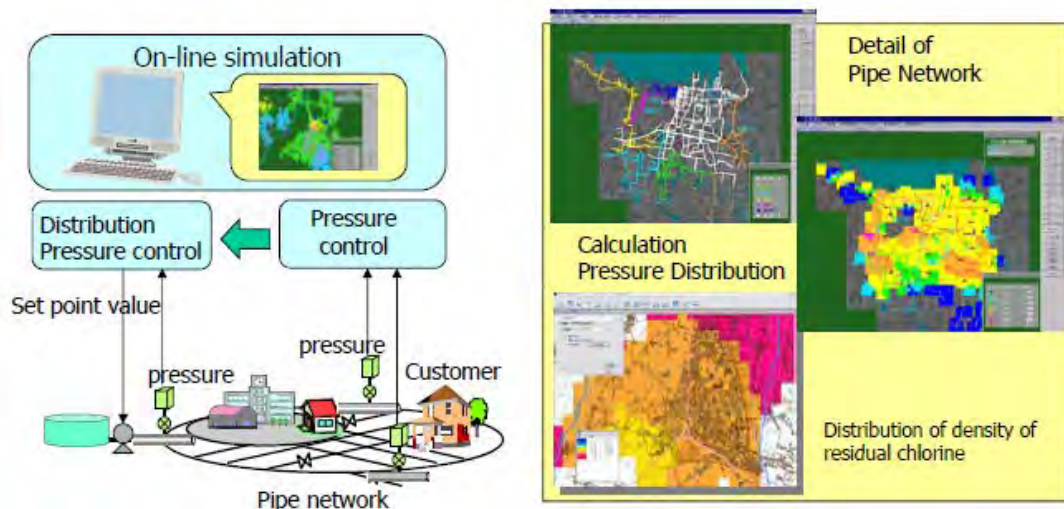 On-line simulation
Distribution
Pressure control
Pressure
control
Set point value
pressure
pressure
Customer
Pipe network
Detail of
Pipe Network
Calculation
Pressure Distribution
Distribution of density of
residual chlorine